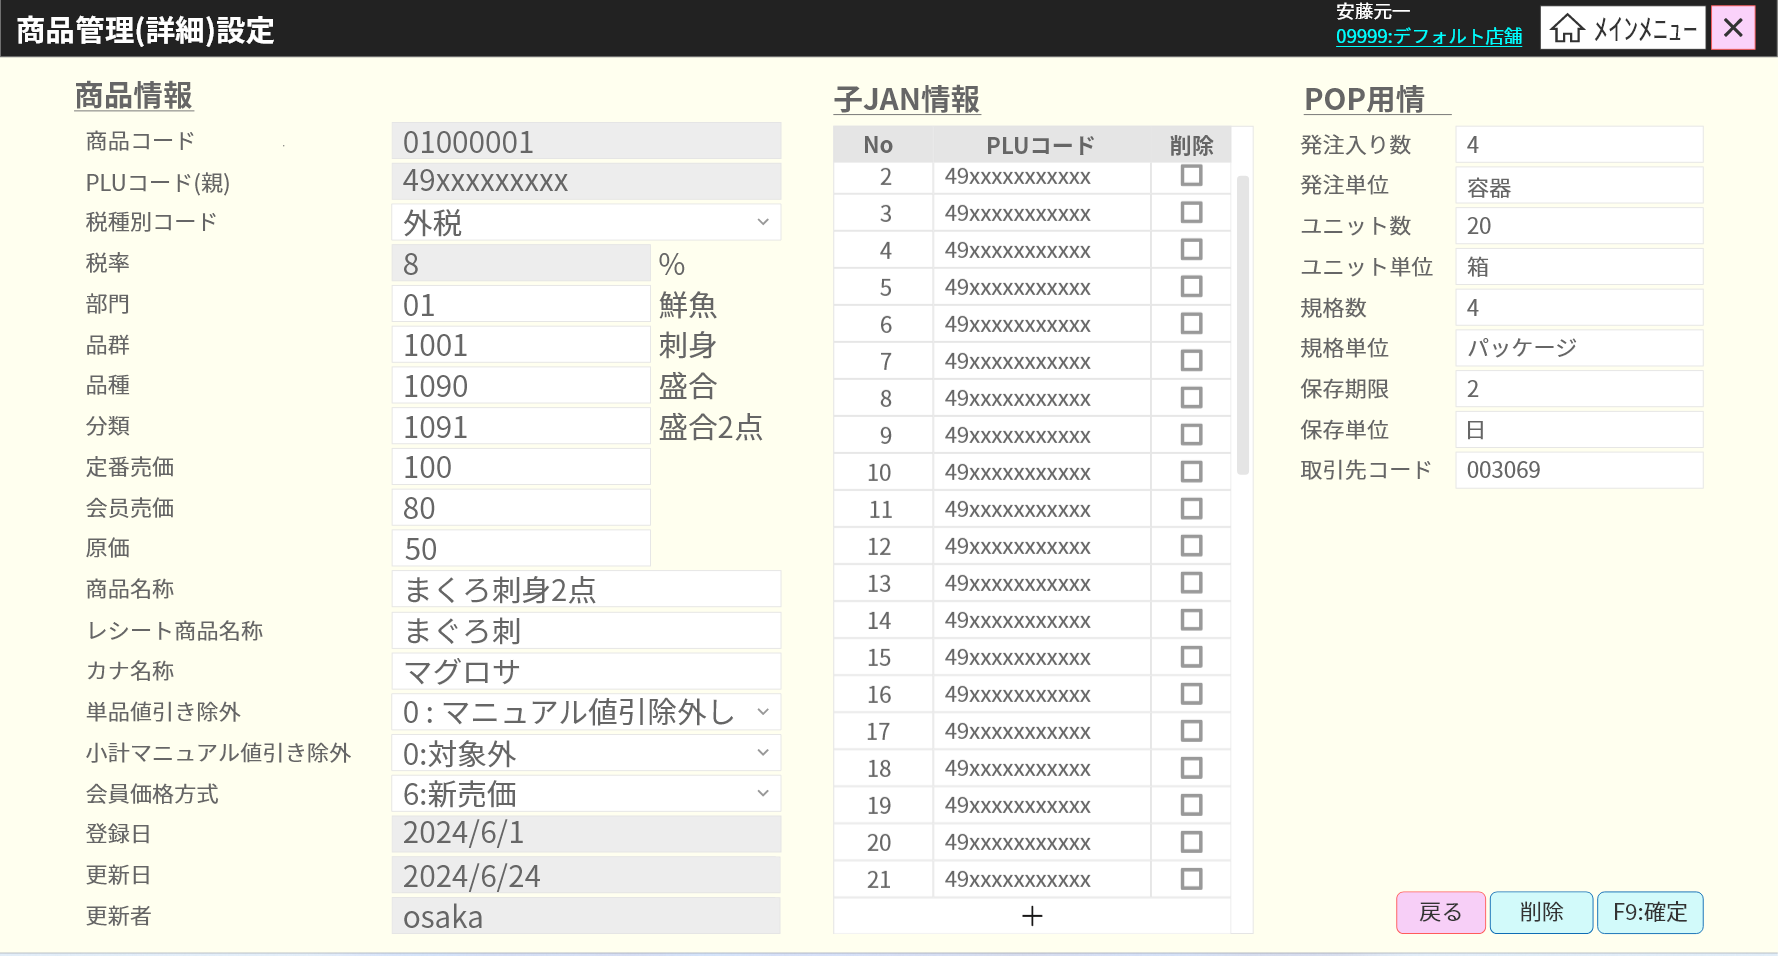 商品管理(詳細)設定
安藤元一
09999:デフォルト店舗
メインメニュー
商品情報
商品コード 01000001
PLUコード(親) 49xxxxxxxxx
税種別コード 外税
税率 8 %
部門 01 鮮魚
品群 1001 刺身
品種 1090 盛合
分類 1091 盛合2点
定番売価 100
会员売価 80
原価 50
商品名称 まくろ刺身2点
レシート商品名称 まぐろ刺
カナ名称 マグロサ
単品値引き除外 0 : マニュアル値引除外し
小計マニュアル値引き除外 0:対象外
会員価格方式 6:新売価
登録日 2024/6/1
更新日 2024/6/24
更新者 osaka
子JAN情報
No PLUコード 削除
2 49xxxxxxxxxxx
3 49xxxxxxxxxxx
4 49xxxxxxxxxxx
5 49xxxxxxxxxxx
6 49xxxxxxxxxxx
7 49xxxxxxxxxxx
8 49xxxxxxxxxxx
9 49xxxxxxxxxxx
10 49xxxxxxxxxxx
11 49xxxxxxxxxxx
12 49xxxxxxxxxxx
13 49xxxxxxxxxxx
14 49xxxxxxxxxxx
15 49xxxxxxxxxxx
16 49xxxxxxxxxxx
17 49xxxxxxxxxxx
18 49xxxxxxxxxxx
19 49xxxxxxxxxxx
20 49xxxxxxxxxxx
21 49xxxxxxxxxxx
+
POP用情
発注入り数 4
発注単位 容器
ユニット数 20
ユニット単位 箱
規格数 4
規格単位 パッケージ
保存期限 2
保存単位 日
取引先コード 003069
戻る
削除
F9:確定